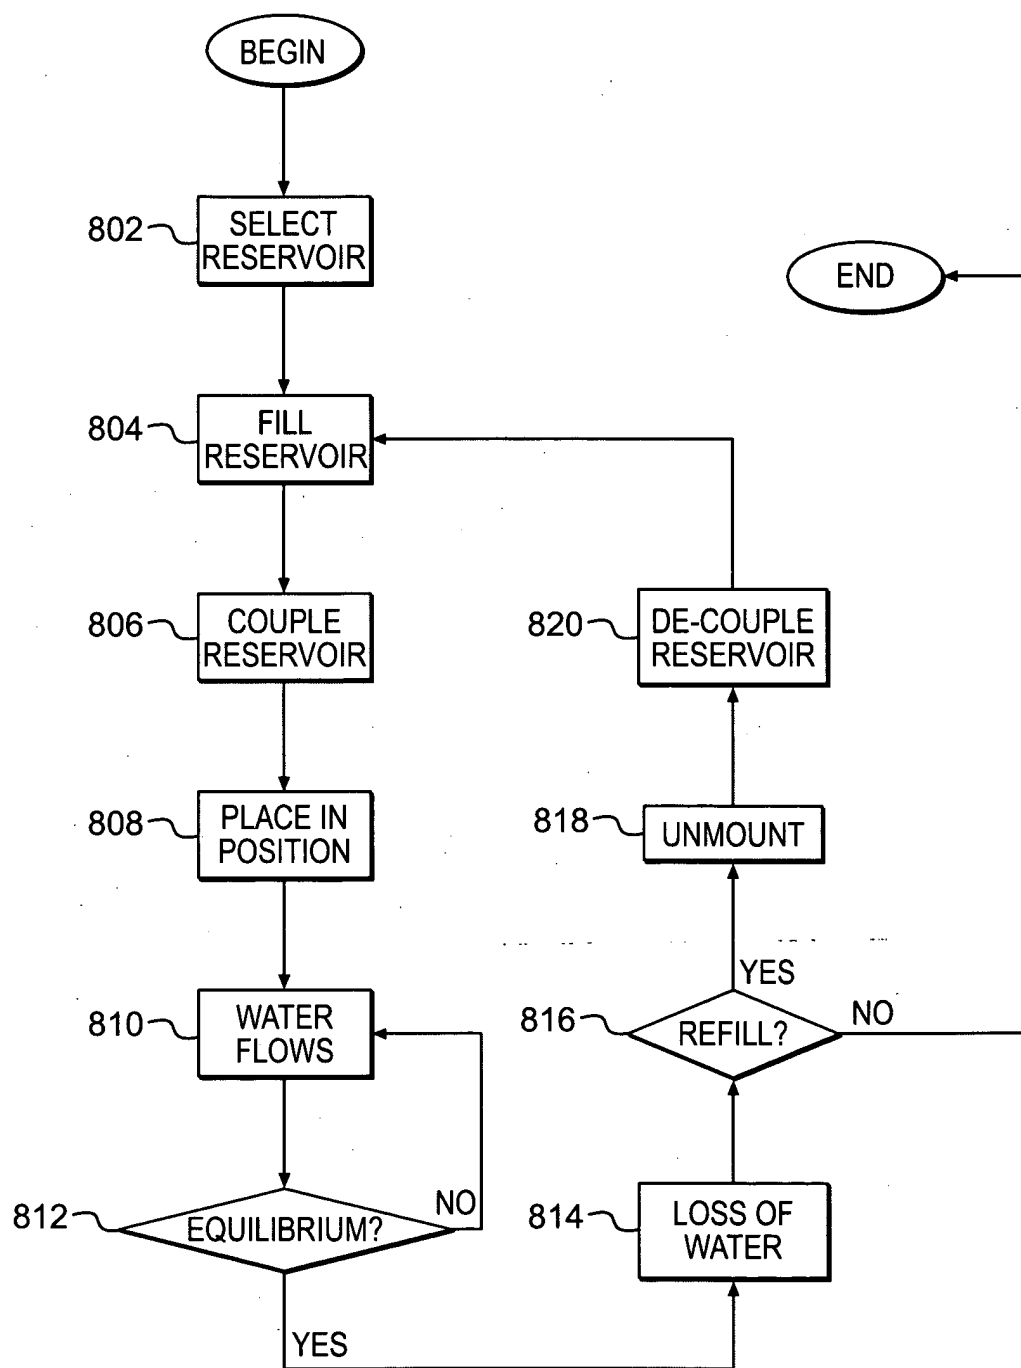 BEGIN
802
SELECT
RESERVOIR
END
804
FILL
RESERVOIR
806
COUPLE
RESERVOIR
820
DE-COUPLE
RESERVOIR
808
PLACE IN
POSITION
818
UNMOUNT
YES
810
WATER
FLOWS
816
REFILL?
NO
812
EQUILIBRIUM?
NO
814
LOSS OF
WATER
YES